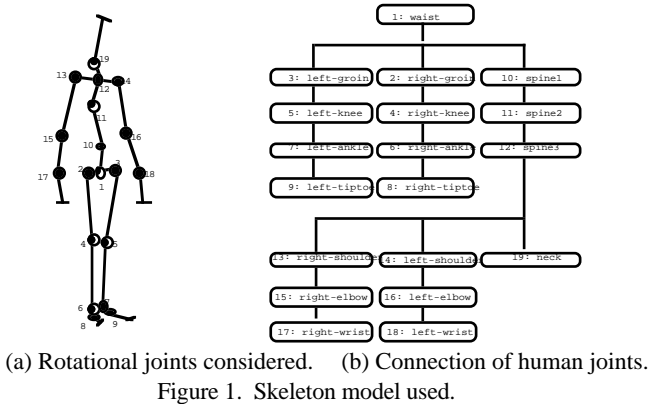 19
13
14
12
11
15
16
10
2
3
1
17
18
4
5
6
7
8
9
1: waist
3: left-groin
2: right-groin
10: spine1
5: left-knee
4: right-knee
11: spine2
7: left-ankle
6: right-ankle
12: spine3
9: left-tiptoe
8: right-tiptoe
13: right-shoulder
14: left-shoulder
19: neck
15: right-elbow
16: left-elbow
17: right-wrist
18: left-wrist
(a) Rotational joints considered. (b) Connection of human joints.
Figure 1. Skeleton model used.